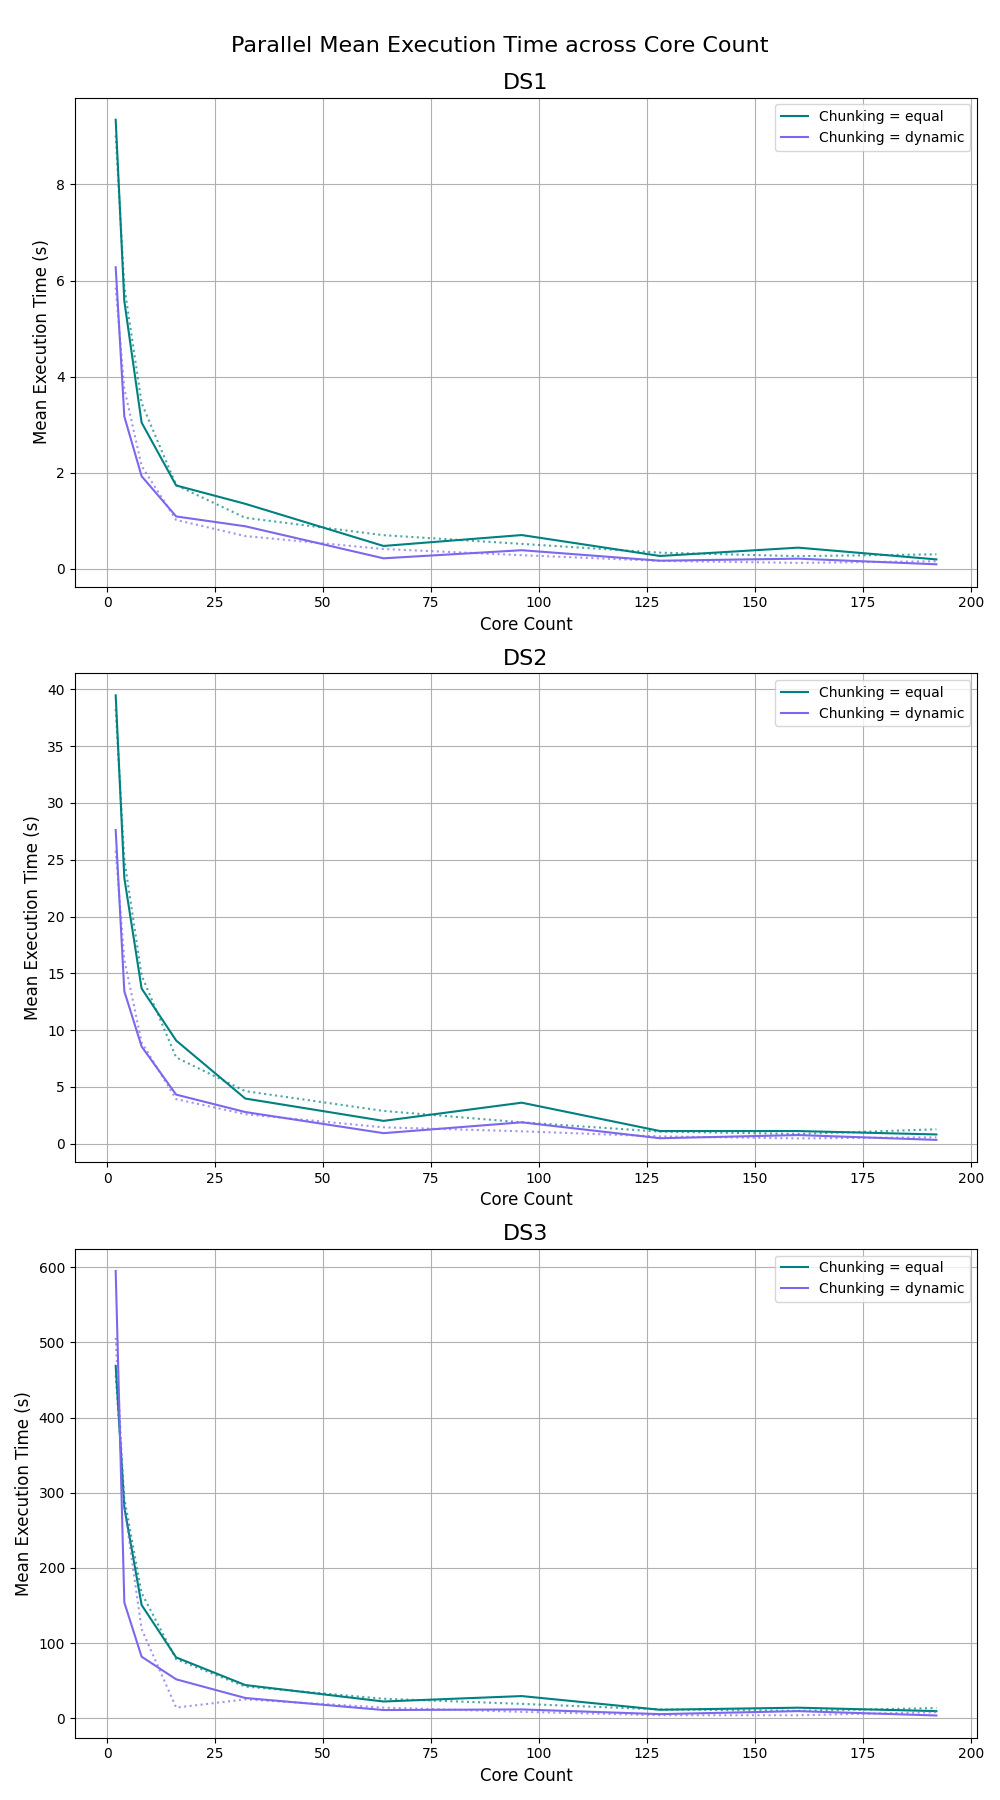 Parallel Mean Execution Time across Core Count
DS1
Chunking = equal
Chunking = dynamic
Mean Execution Time (s)
8
6
4
2
0
0 25 50 75 100 125 150 175 200
Core Count
DS2
Chunking = equal
Chunking = dynamic
Mean Execution Time (s)
40
35
30
25
20
15
10
5
0
0 25 50 75 100 125 150 175 200
Core Count
DS3
Chunking = equal
Chunking = dynamic
Mean Execution Time (s)
600
500
400
300
200
100
0
0 25 50 75 100 125 150 175 200
Core Count